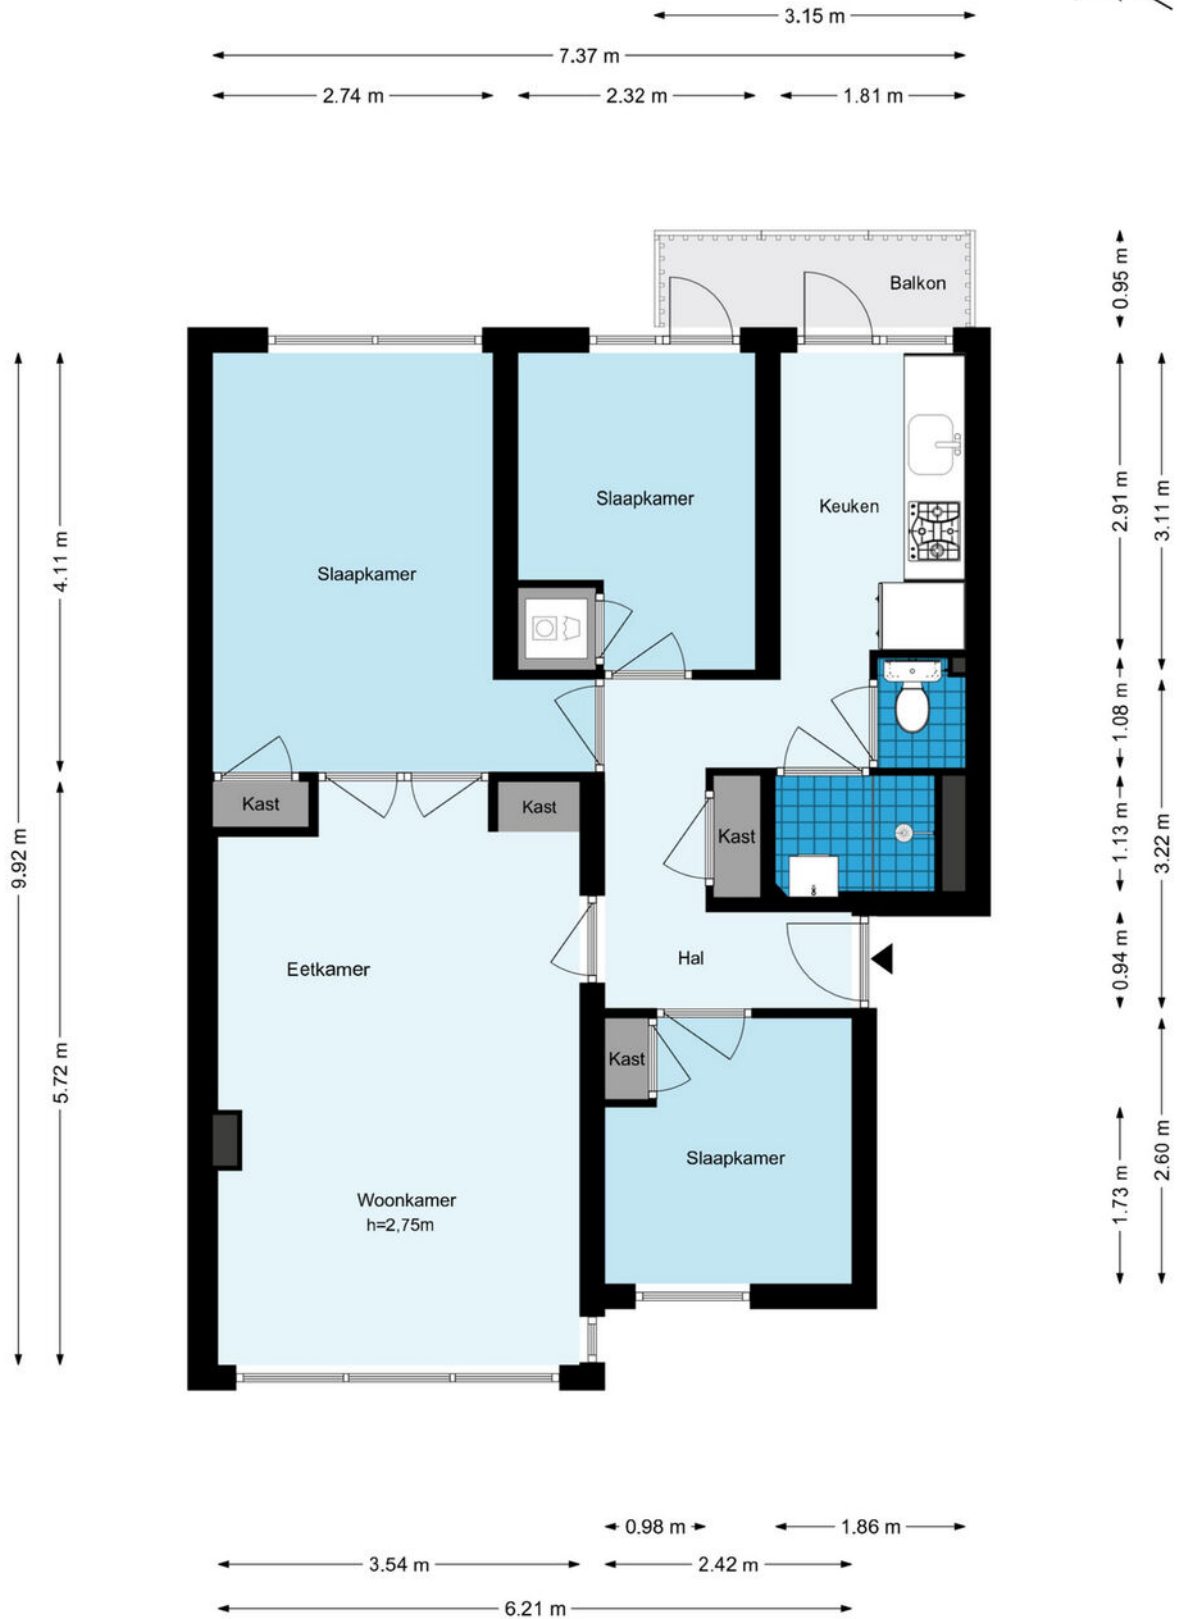 3.15 m
7.37 m
2.74 m
2.32 m
1.81 m
Balkon
0.95 m
Slaapkamer
Keuken
Slaapkamer
4.11 m
2.91 m
3.11 m
1.08 m
Kast
Kast
Kast
1.13 m
3.22 m
9.92 m
Eetkamer
Hal
0.94 m
Kast
5.72 m
Slaapkamer
Woonkamer
h=2,75m
1.73 m
2.60 m
0.98 m
1.86 m
3.54 m
2.42 m
6.21 m